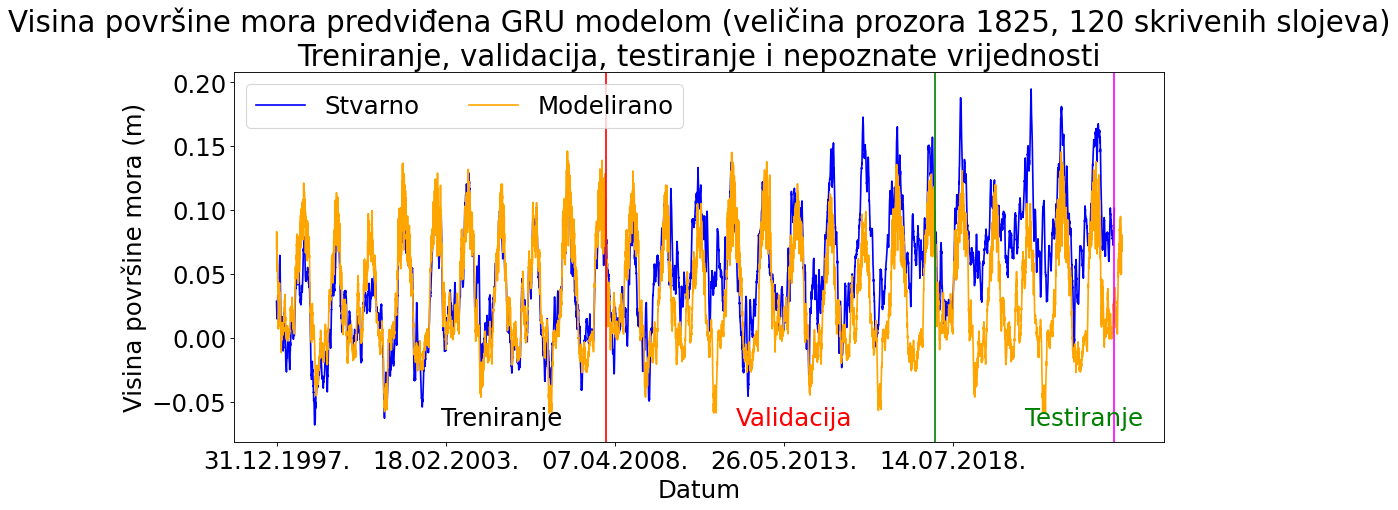 Visina površine mora predviđena GRU modelom (veličina prozora 1825, 120 skrivenih slojeva)
Treniranje, validacija, testiranje i nepoznate vrijednosti
Stvarno
Modelirano
Visina površine mora (m)
0.20
0.15
0.10
0.05
0.00
−0.05
Treniranje
Validacija
Testiranje
31.12.1997.
18.02.2003.
07.04.2008.
26.05.2013.
14.07.2018.
Datum